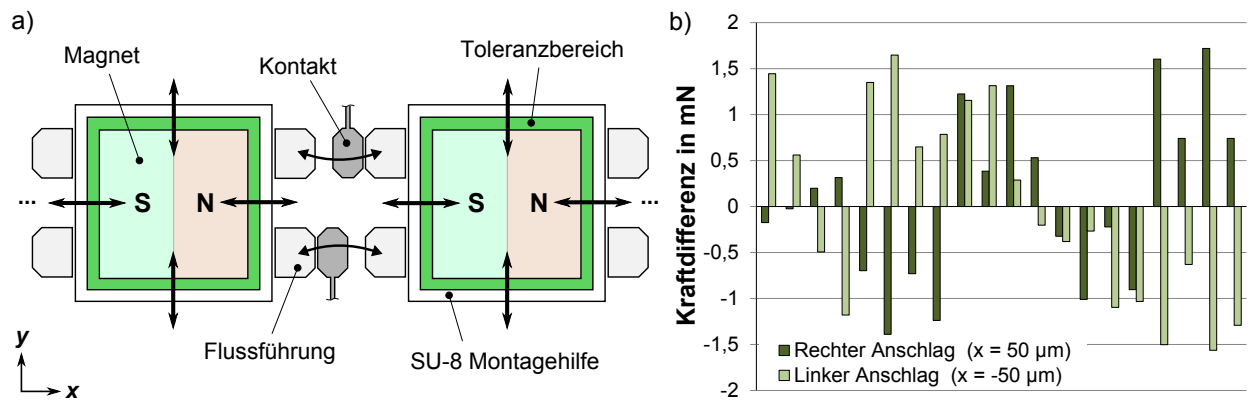 a)
Magnet
Kontakt
Toleranzbereich
S N
S N
...
...
Flussführung
SU-8 Montagehilfe
y
x
b)
Kraftdifferenz in mN
2
1,5
1
0,5
0
-0,5
-1
-1,5
-2
Rechter Anschlag (x = 50 µm)
Linker Anschlag (x = -50 µm)